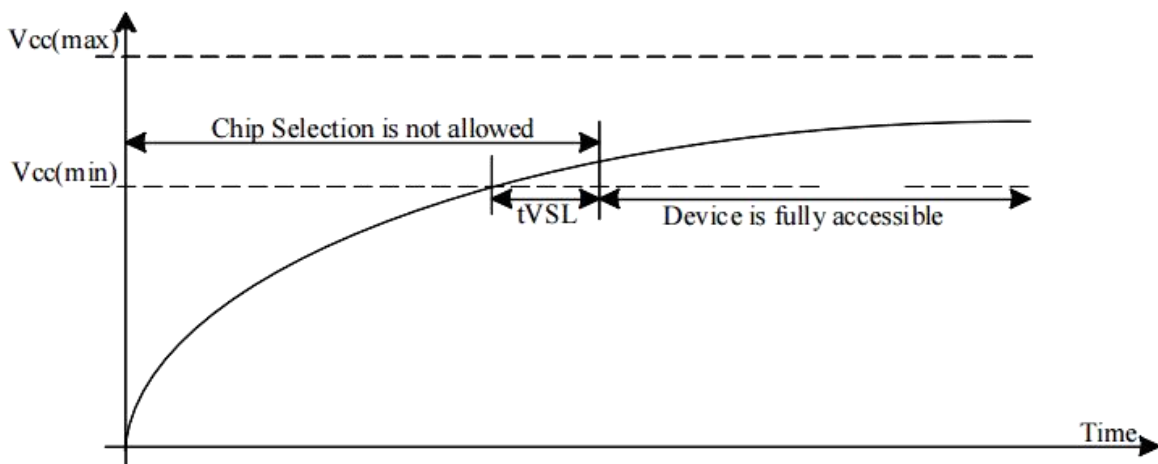 Vcc(max)
Chip Selection is not allowed
Vcc(min)
tVSL
Device is fully accessible
Time